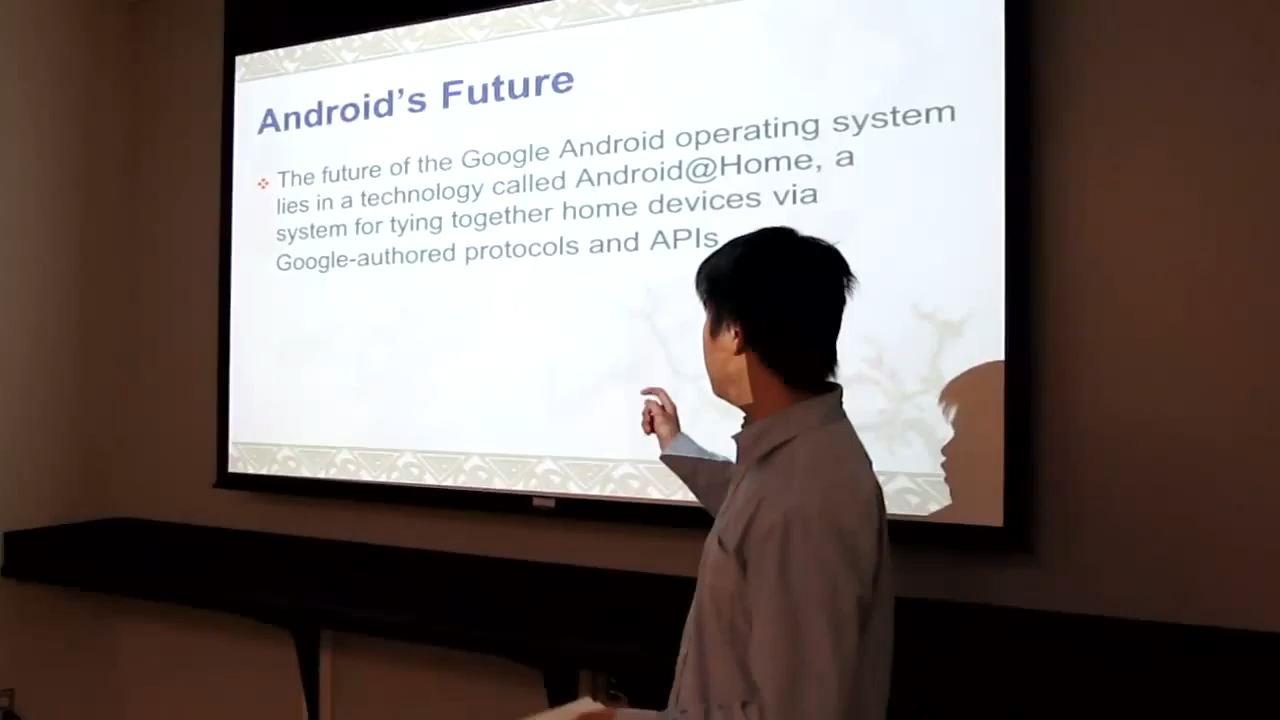 Android's Future
The future of the Google Android operating system
lies in a technology called Android@Home, a
system for tying together home devices via
Google-authored protocols and APIs